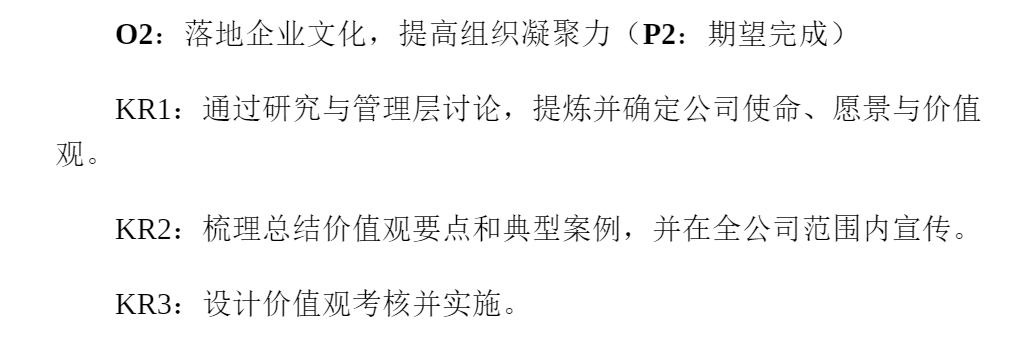 O2：落地企业文化，提高组织凝聚力（P2：期望完成）
KR1：通过研究与管理层讨论，提炼并确定公司使命、愿景与价值
观。
KR2：梳理总结价值观要点和典型案例，并在全公司范围内宣传。
KR3：设计价值观考核并实施。